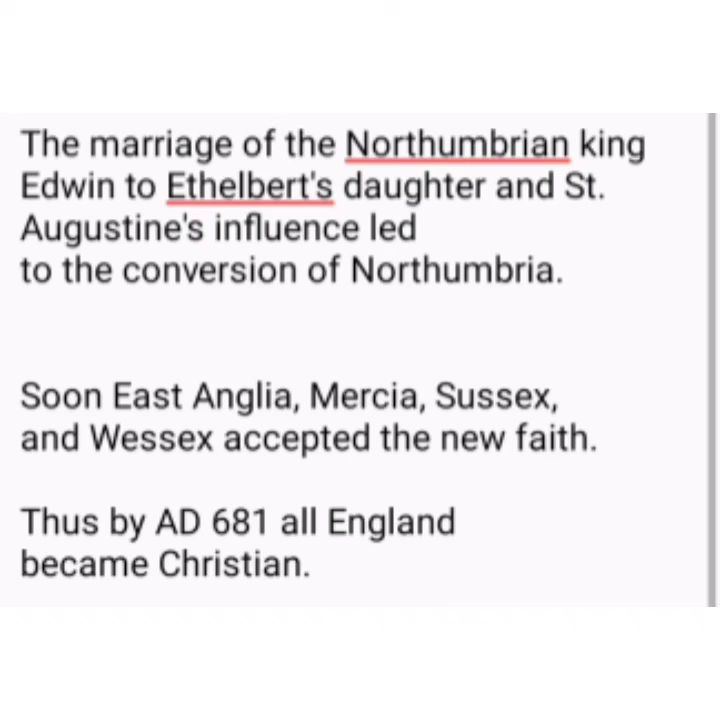 The marriage of the Northumbrian king
Edwin to Ethelbert's daughter and St.
Augustine's influence led
to the conversion of Northumbria.
Soon East Anglia, Mercia, Sussex,
and Wessex accepted the new faith.
Thus by AD 681 all England
became Christian.